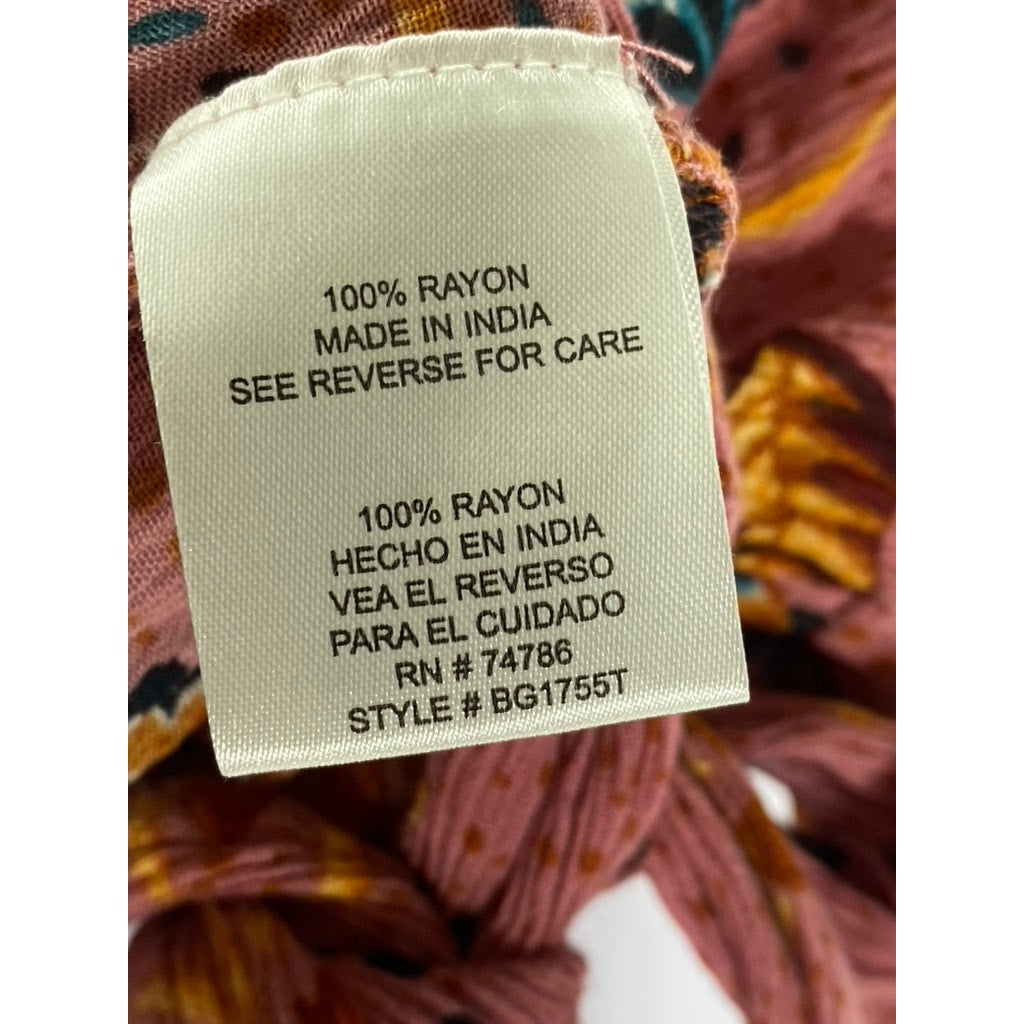 100% RAYON
MADE IN INDIA
SEE REVERSE FOR CARE
100% RAYON
HECHO EN INDIA
VEA EL REVERSO
PARA EL CUIDADO
RN # 74786
STYLE # BG1755T